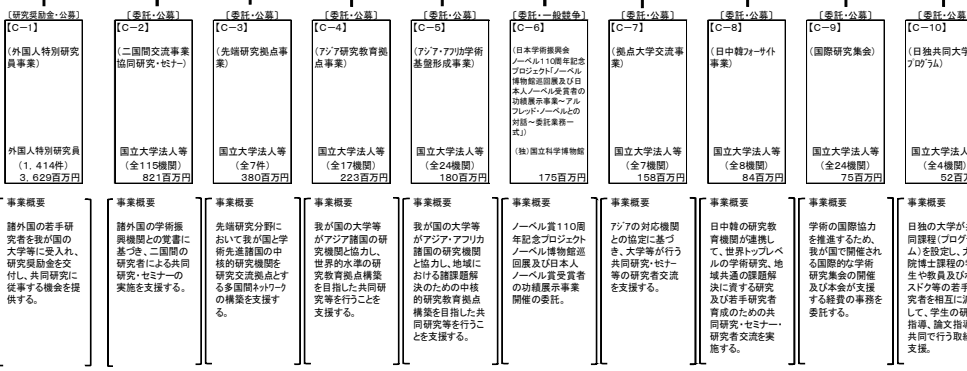 ［研究奨励金・公募］
【C－1】
（外国人特別研究
員事業）
外国人特別研究員
（1，414件）
3，629百万円
事業概要
諸外国の若手研
究者を我が国の
大学等に受入れ、
研究奨励金を交
付し、共同研究に
従事する機会を提
供する。
［委託・公募］
【C－2】
（二国間交流事業
協同研究・セミナー）
国立大学法人等
（全115機関）
821百万円
事業概要
諸外国の学術振
興機関との覚書に
基づき、二国間の
研究者による共同
研究・セミナーの
実施を支援する。
［委託・公募］
【C－3】
（先端研究拠点事
業）
国立大学法人等
（全7件）
380百万円
事業概要
先端研究分野に
おいて我が国と学
術先進諸国の中
核的研究機関を
研究交流拠点とす
る多国間ネットワーク
の構築を支援す
る。
［委託・公募］
【C－4】
（アジア研究教育拠
点事業）
国立大学法人等
（全17機関）
223百万円
事業概要
我が国の大学等
がアジア諸国の研
究機関と協力し、
世界的水準の研
究教育拠点構築
を目指した共同研
究等を行うことを
支援する。
［委託・公募］
【C－5】
（アジア・アフリカ学術
基盤形成事業）
国立大学法人等
（全24機関）
180百万円
事業概要
我が国の大学等
がアジア・アフリカ
諸国の研究機関
と協力し、地域に
おける諸課題解
決のための中核
的研究教育拠点
構築を目指した共
同研究等を行うこ
とを支援する。
［委託・一般競争］
【C－6】
（日本学術振興会
ノーベル110周年記念
プロジェクト「ノーベル
博物館巡回展及び日
本人ノーベル受賞者の
功績展示事業～アル
フレッド・ノーベルとの
対話～委託業務一
式」）
（独）国立科学博物館
175百万円
事業概要
ノーベル賞110周
年記念プロジェクト
ノーベル博物館巡
回展及び日本人
ノーベル賞受賞者
の功績展示事業
開催の委託。
［委託・公募］
【C－7】
（拠点大学交流事
業）
国立大学法人等
（全7機関）
158百万円
事業概要
アジアの対応機関
との協定に基づ
き、大学等が行う
共同研究・セミナー
等の研究者交流
を支援する。
［委託・公募］
【C－8】
（日中韓フォーサイト
事業）
国立大学法人等
（全8機関）
84百万円
事業概要
日中韓の研究教
育機関が連携し
て、世界トップレベ
ルの学術研究、地
域共通の課題解
決に資する研究
及び若手研究者
育成のための共
同研究・セミナー・
研究者交流を実
施する。
［委託・公募］
【C－9】
（国際研究集会）
国立大学法人等
（全24機関）
75百万円
事業概要
学術の国際協力
を推進するため、
我が国で開催され
る国際的な学術
研究集会の開催
及び本会が支援
する経費の事務を
委託する。
［委託・公募
【C－10】
（日独共同大学
プログラム）
国立大学法人
（全4機関）
52百万
事業概要
日独の大学が
同課程（プログ
ム）を設定し、
院博士課程の
生や教員及び
スドク等の若手
究者を相互に
して、学生の研
指導、論文指
共同で行う取
支援。